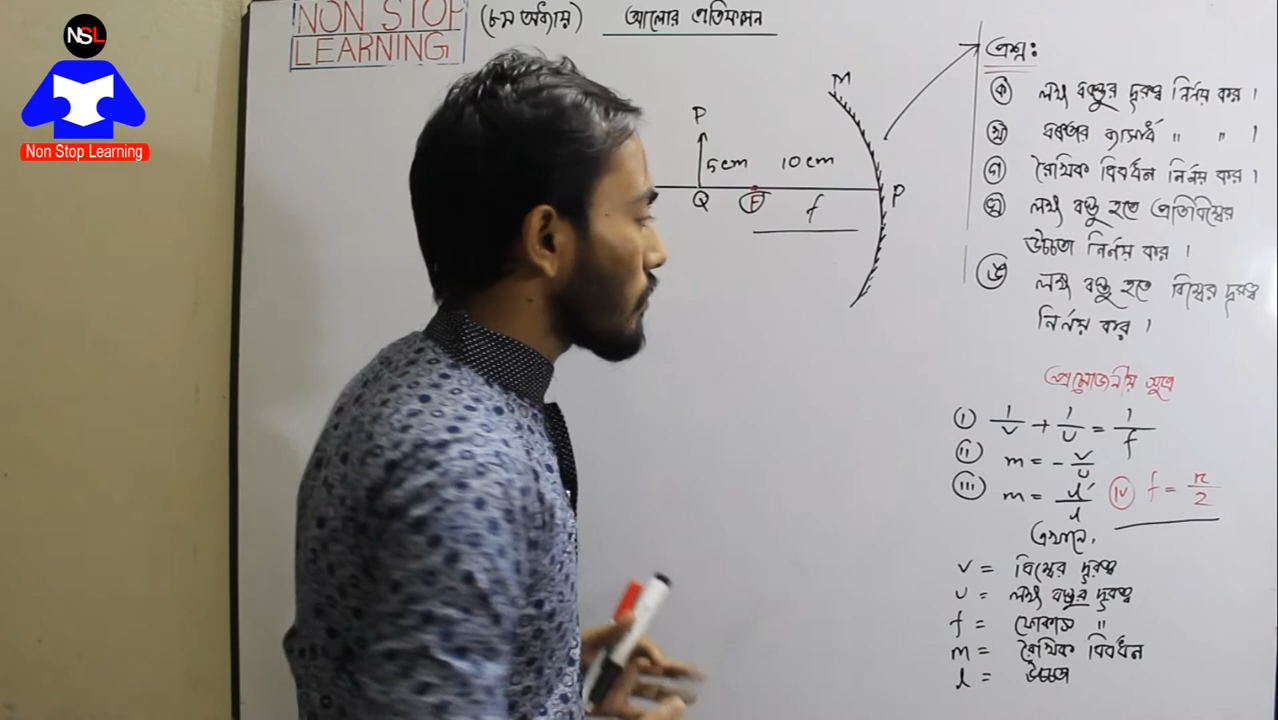 NSL
Non Stop Learning
NON STOP
LEARNING
(৮ম অধ্যায়) আলোর প্রতিফলন
M
P
5cm 10cm
Q F f P
প্রশ্ন:
ক লক্ষ্য বস্তুর দূরত্ব নির্ণয় কর।
খ বক্রতার ব্যাসার্ধ " " ।
গ রৈখিক বিবর্ধন নির্ণয় কর।
ঘ লক্ষ্য বস্তু হতে প্রতিবিম্বের
উচ্চতা নির্ণয় কর।
ঙ লক্ষ্য বস্তু হতে বিম্বের দূরত্ব
নির্ণয় কর।
প্রয়োজনীয় সূত্র
i 1/v + 1/u = 1/f
ii m = - v/u
iii m = l'/l
iv f = r/2
এখানে,
v = বিম্বের দূরত্ব
u = লক্ষ্য বস্তুর দূরত্ব
f = ফোকাস "
m = রৈখিক বিবর্ধন
l = উচ্চতা